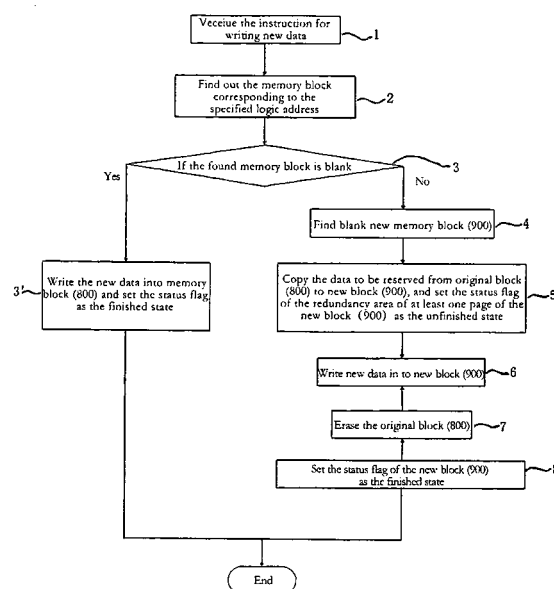 Veceiue the instruction for
writing new data
1
Find out the memory block
corresponding to the
specified logic address
2
If the found memory block is blank
3
Yes
No
Find blank new memory block (900)
4
Write the new data into memory
block (800) and set the status flag
as the finished state
3'
Copy the data to be reserved from original block
(800) to new block (900), and set the status flag
of the redundancy area of at least one page of the
new block (900) as the unfinished state
5
Write new data in to new block (900)
6
Erase the original block (800)
7
Set the status flag of the new block (900)
as the finished state
End